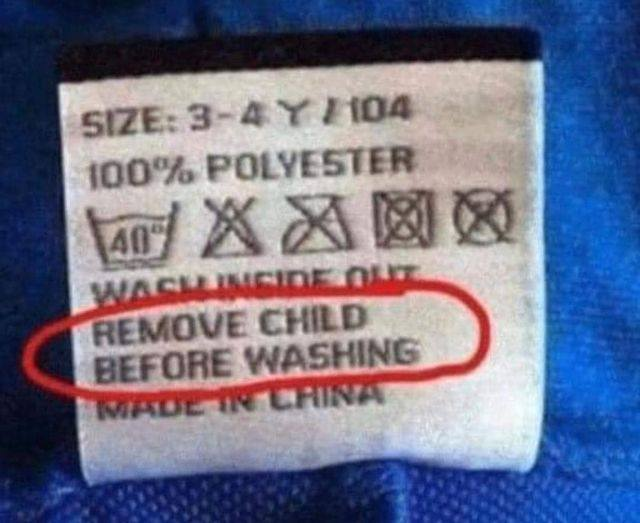 SIZE: 3-4 Y / 104
100% POLYESTER
40°
WASH INSIDE OUT
REMOVE CHILD
BEFORE WASHING
MADE IN CHINA